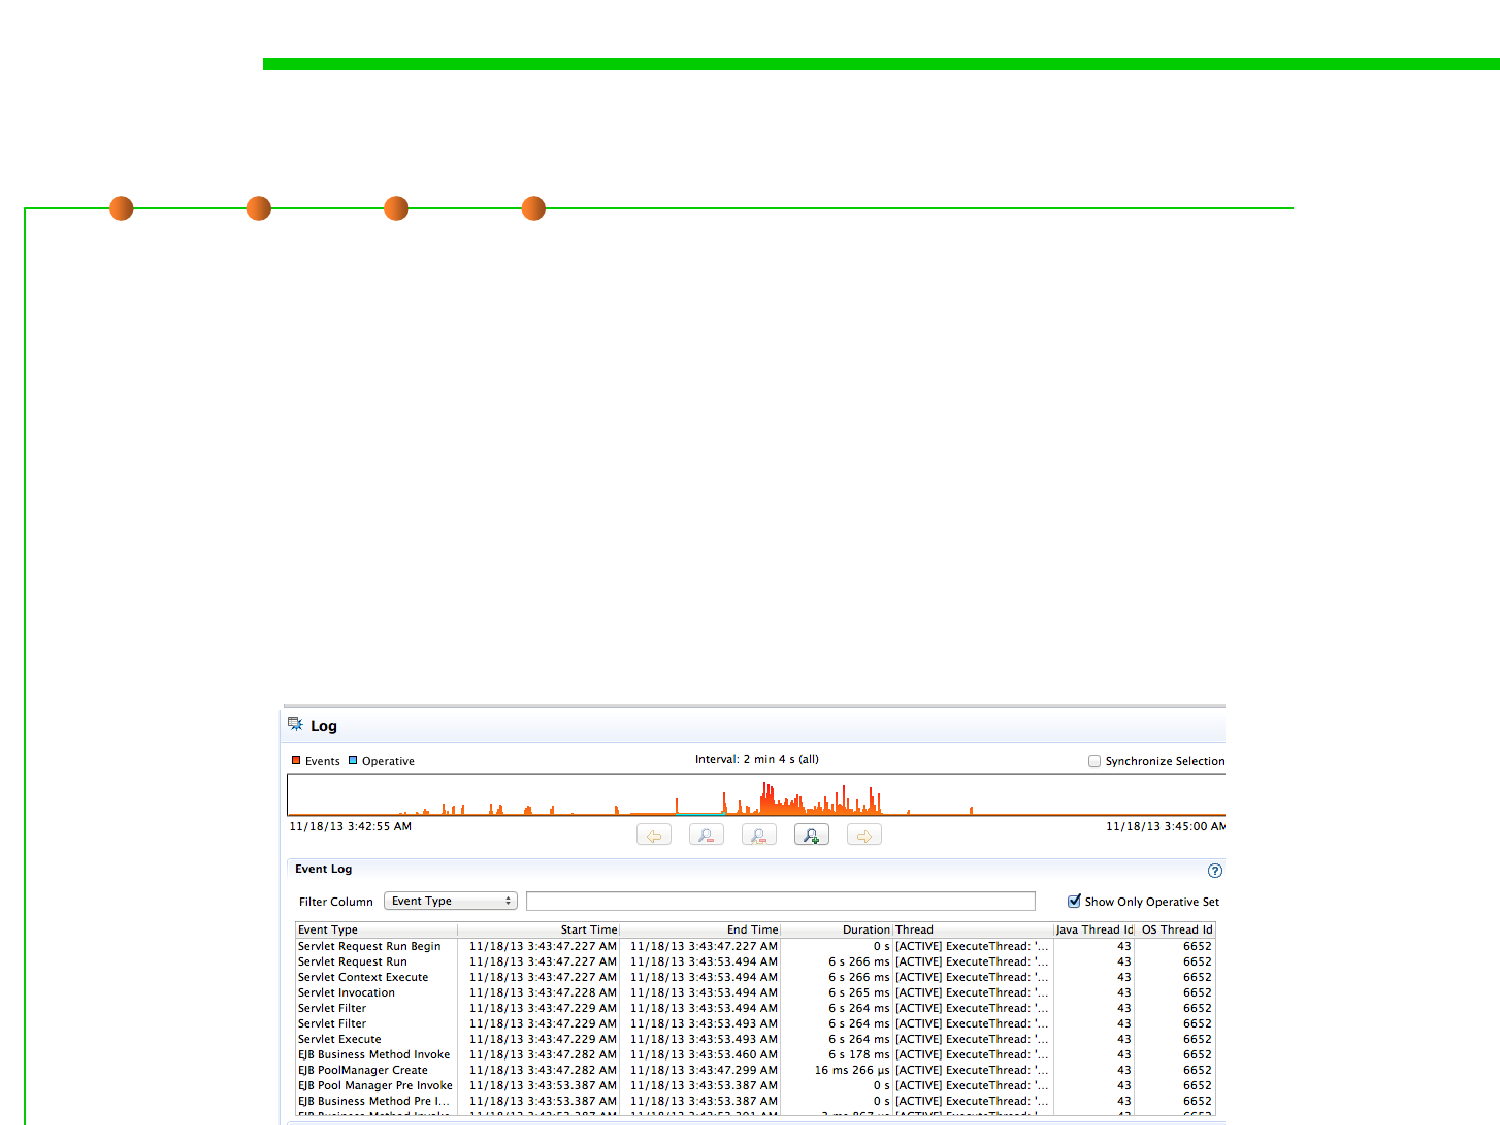 Log
Events Operative Interval: 2 min 4 s (all) Synchronize Selection
11/18/13 3:42:55 AM 11/18/13 3:45:00 AM
Event Log
Filter Column Event Type Show Only Operative Set
Event Type Start Time End Time Duration Thread Java Thread Id OS Thread Id
Servlet Request Run Begin 11/18/13 3:43:47.227 AM 11/18/13 3:43:47.227 AM 0 s [ACTIVE] ExecuteThread: '... 43 6652
Servlet Request Run 11/18/13 3:43:47.227 AM 11/18/13 3:43:53.494 AM 6 s 266 ms [ACTIVE] ExecuteThread: '... 43 6652
Servlet Context Execute 11/18/13 3:43:47.227 AM 11/18/13 3:43:53.494 AM 6 s 266 ms [ACTIVE] ExecuteThread: '... 43 6652
Servlet Invocation 11/18/13 3:43:47.228 AM 11/18/13 3:43:53.494 AM 6 s 265 ms [ACTIVE] ExecuteThread: '... 43 6652
Servlet Filter 11/18/13 3:43:47.229 AM 11/18/13 3:43:53.494 AM 6 s 264 ms [ACTIVE] ExecuteThread: '... 43 6652
Servlet Filter 11/18/13 3:43:47.229 AM 11/18/13 3:43:53.493 AM 6 s 264 ms [ACTIVE] ExecuteThread: '... 43 6652
Servlet Execute 11/18/13 3:43:47.229 AM 11/18/13 3:43:53.493 AM 6 s 264 ms [ACTIVE] ExecuteThread: '... 43 6652
EJB Business Method Invoke 11/18/13 3:43:47.282 AM 11/18/13 3:43:53.460 AM 6 s 178 ms [ACTIVE] ExecuteThread: '... 43 6652
EJB PoolManager Create 11/18/13 3:43:47.282 AM 11/18/13 3:43:47.299 AM 16 ms 266 µs [ACTIVE] ExecuteThread: '... 43 6652
EJB Pool Manager Pre Invoke 11/18/13 3:43:53.387 AM 11/18/13 3:43:53.387 AM 0 s [ACTIVE] ExecuteThread: '... 43 6652
EJB Business Method Pre I... 11/18/13 3:43:53.387 AM 11/18/13 3:43:53.387 AM 0 s [ACTIVE] ExecuteThread: '... 43 6652